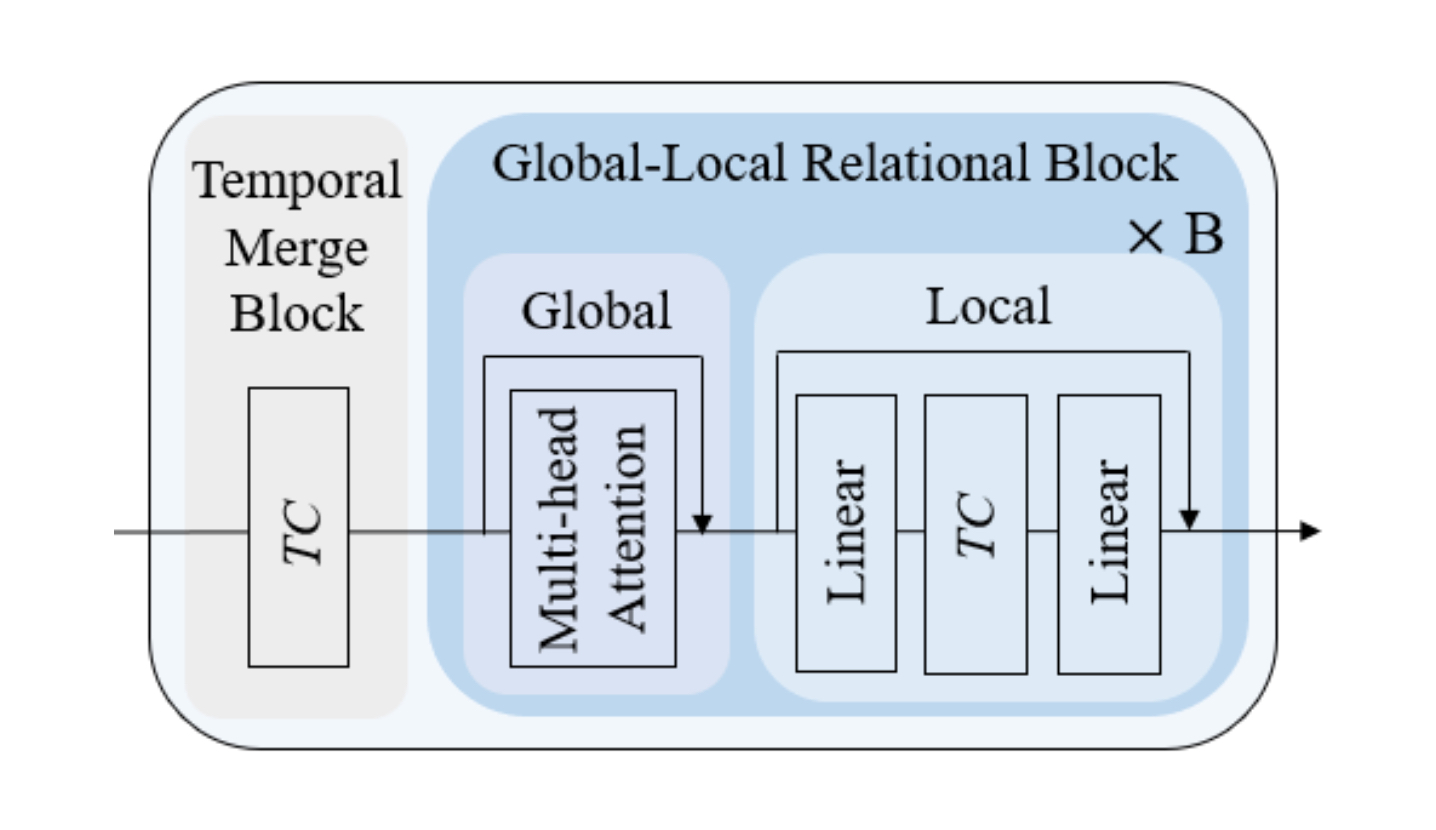 Temporal
Merge
Block
TC
Global-Local Relational Block
× B
Global
Multi-head
Attention
Local
Linear
TC
Linear